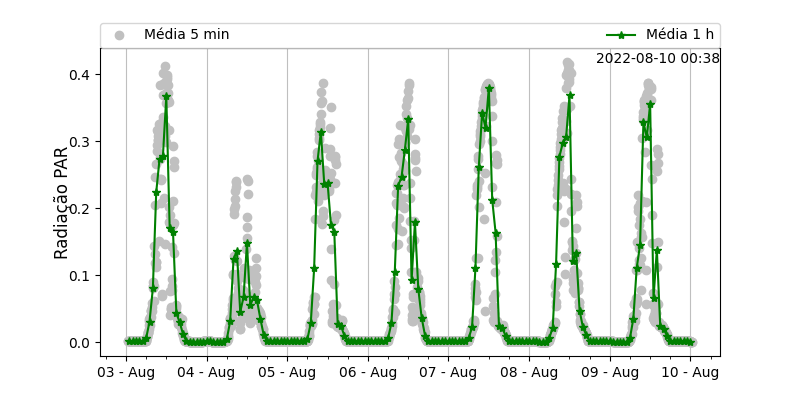 Média 5 min
Média 1 h
2022-08-10 00:38
Radiação PAR
0.4
0.3
0.2
0.1
0.0
03 - Aug
04 - Aug
05 - Aug
06 - Aug
07 - Aug
08 - Aug
09 - Aug
10 - Aug